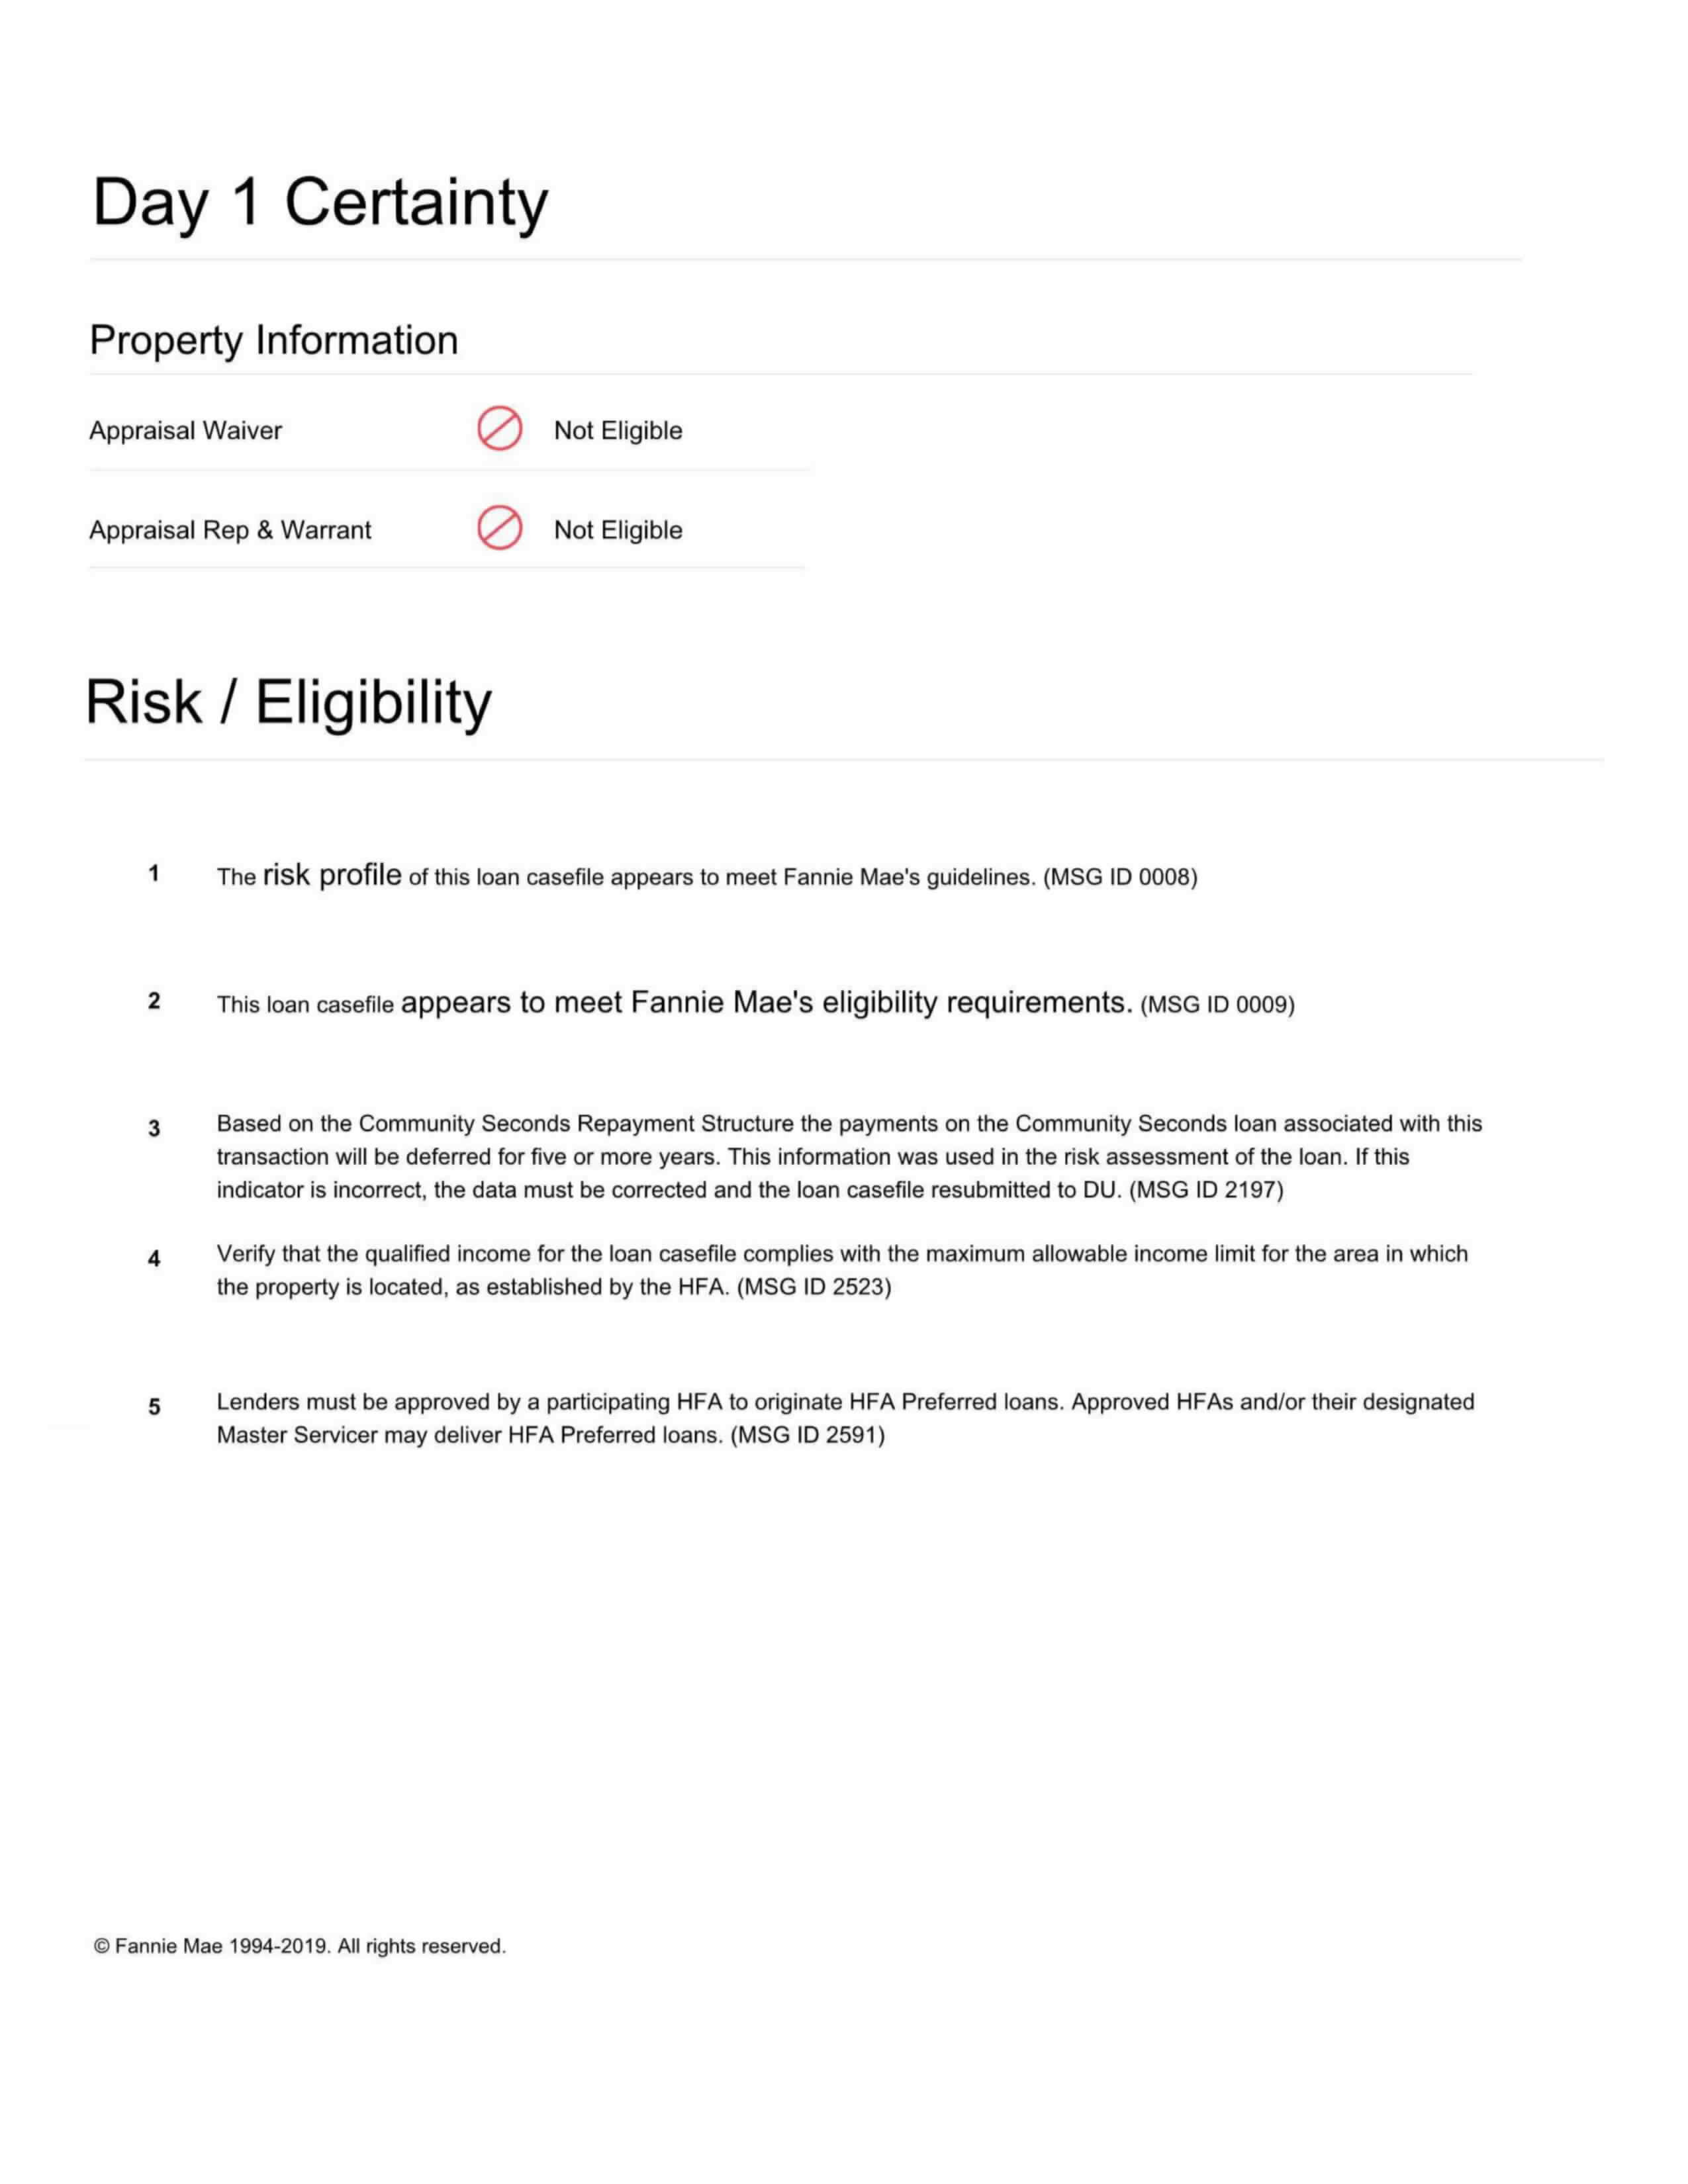 Day 1 Certainty
Property Information
Appraisal Waiver Not Eligible
Appraisal Rep & Warrant Not Eligible
Risk / Eligibility
1 The risk profile of this loan casefile appears to meet Fannie Mae's guidelines. (MSG ID 0008)
2 This loan casefile appears to meet Fannie Mae's eligibility requirements. (MSG ID 0009)
3 Based on the Community Seconds Repayment Structure the payments on the Community Seconds loan associated with this
transaction will be deferred for five or more years. This information was used in the risk assessment of the loan. If this
indicator is incorrect, the data must be corrected and the loan casefile resubmitted to DU. (MSG ID 2197)
4 Verify that the qualified income for the loan casefile complies with the maximum allowable income limit for the area in which
the property is located, as established by the HFA. (MSG ID 2523)
5 Lenders must be approved by a participating HFA to originate HFA Preferred loans. Approved HFAs and/or their designated
Master Servicer may deliver HFA Preferred loans. (MSG ID 2591)
© Fannie Mae 1994-2019. All rights reserved.